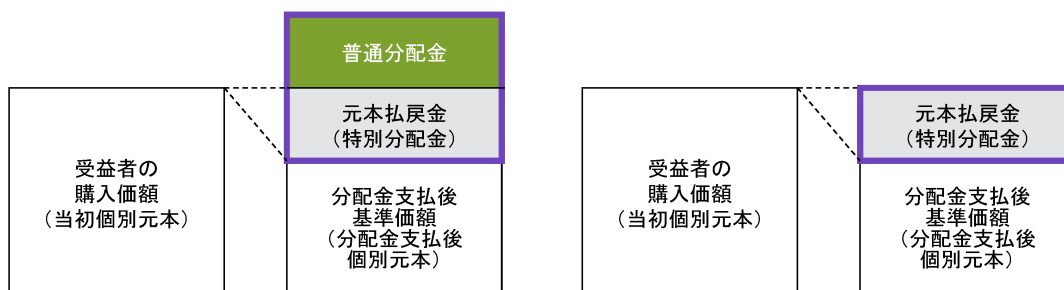 普通分配金
元本払戻金
（特別分配金）
受益者の
購入価額
（当初個別元本）
分配金支払後
基準価額
（分配金支払後
個別元本）
元本払戻金
（特別分配金）
受益者の
購入価額
（当初個別元本）
分配金支払後
基準価額
（分配金支払後
個別元本）